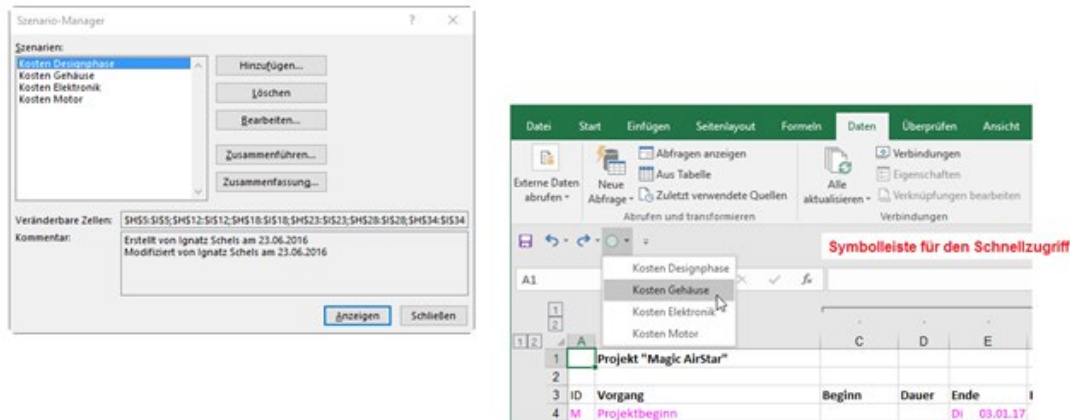 Szenario-Manager
Szenarien:
Kosten Designphase
Kosten Gehäuse
Kosten Elektronik
Kosten Motor
Hinzufügen...
Löschen
Bearbeiten...
Zusammenführen...
Zusammenfassung...
Veränderbare Zellen: $H$5:$I$5;$H$12:$I$12;$H$18:$I$18;$H$23:$I$23;$H$28:$I$28;$H$34:$I$34
Kommentar: Erstellt von Ignatz Schels am 23.06.2016
Modifiziert von Ignatz Schels am 23.06.2016
Anzeigen Schließen
Datei Start Einfügen Seitenlayout Formeln Daten Überprüfen Ansicht
Externe Daten abrufen
Neue Abfrage
Abfragen anzeigen
Aus Tabelle
Zuletzt verwendete Quellen
Abrufen und transformieren
Alle aktualisieren
Verbindungen
Eigenschaften
Verknüpfungen bearbeiten
Verbindungen
Symbolleiste für den Schnellzugriff
Kosten Designphase
Kosten Gehäuse
Kosten Elektronik
Kosten Motor
A1 fx
1
2
1 2 A C D E
1 Projekt "Magic AirStar"
2
3 ID Vorgang Beginn Dauer Ende
4 M Projektbeginn Di 03.01.17